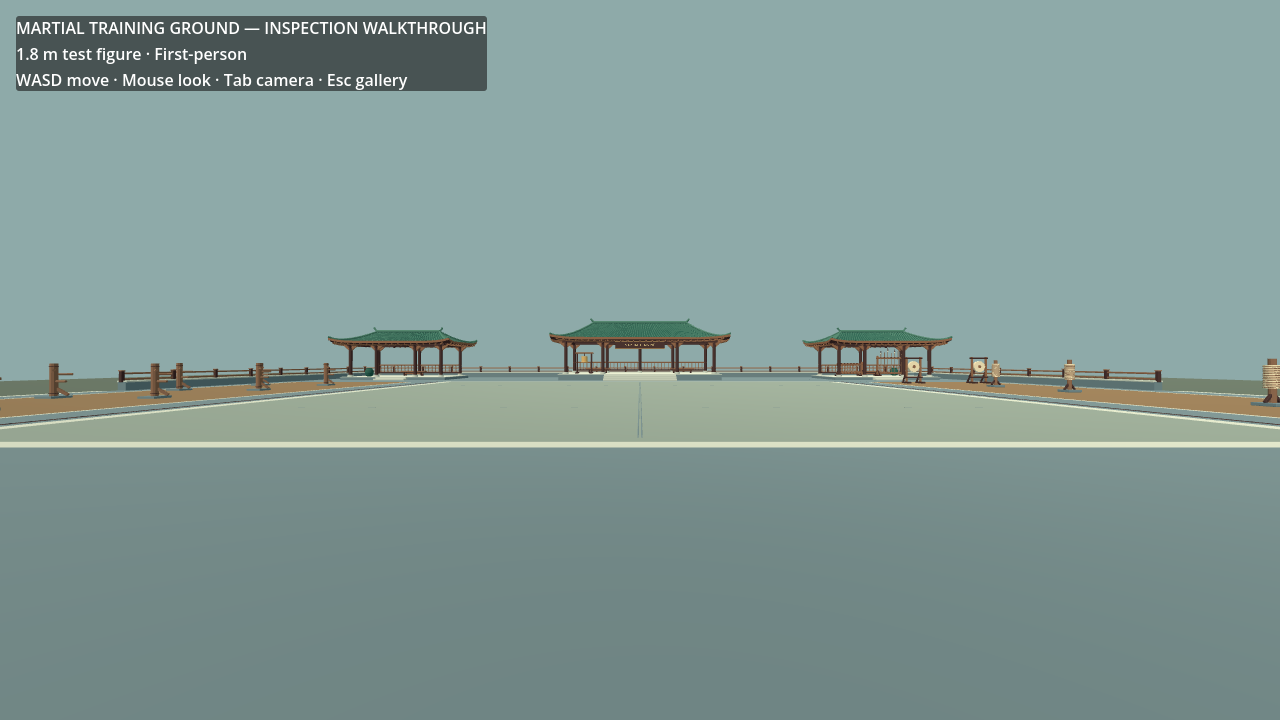 MARTIAL TRAINING GROUND — INSPECTION WALKTHROUGH
1.8 m test figure · First-person
WASD move · Mouse look · Tab camera · Esc gallery